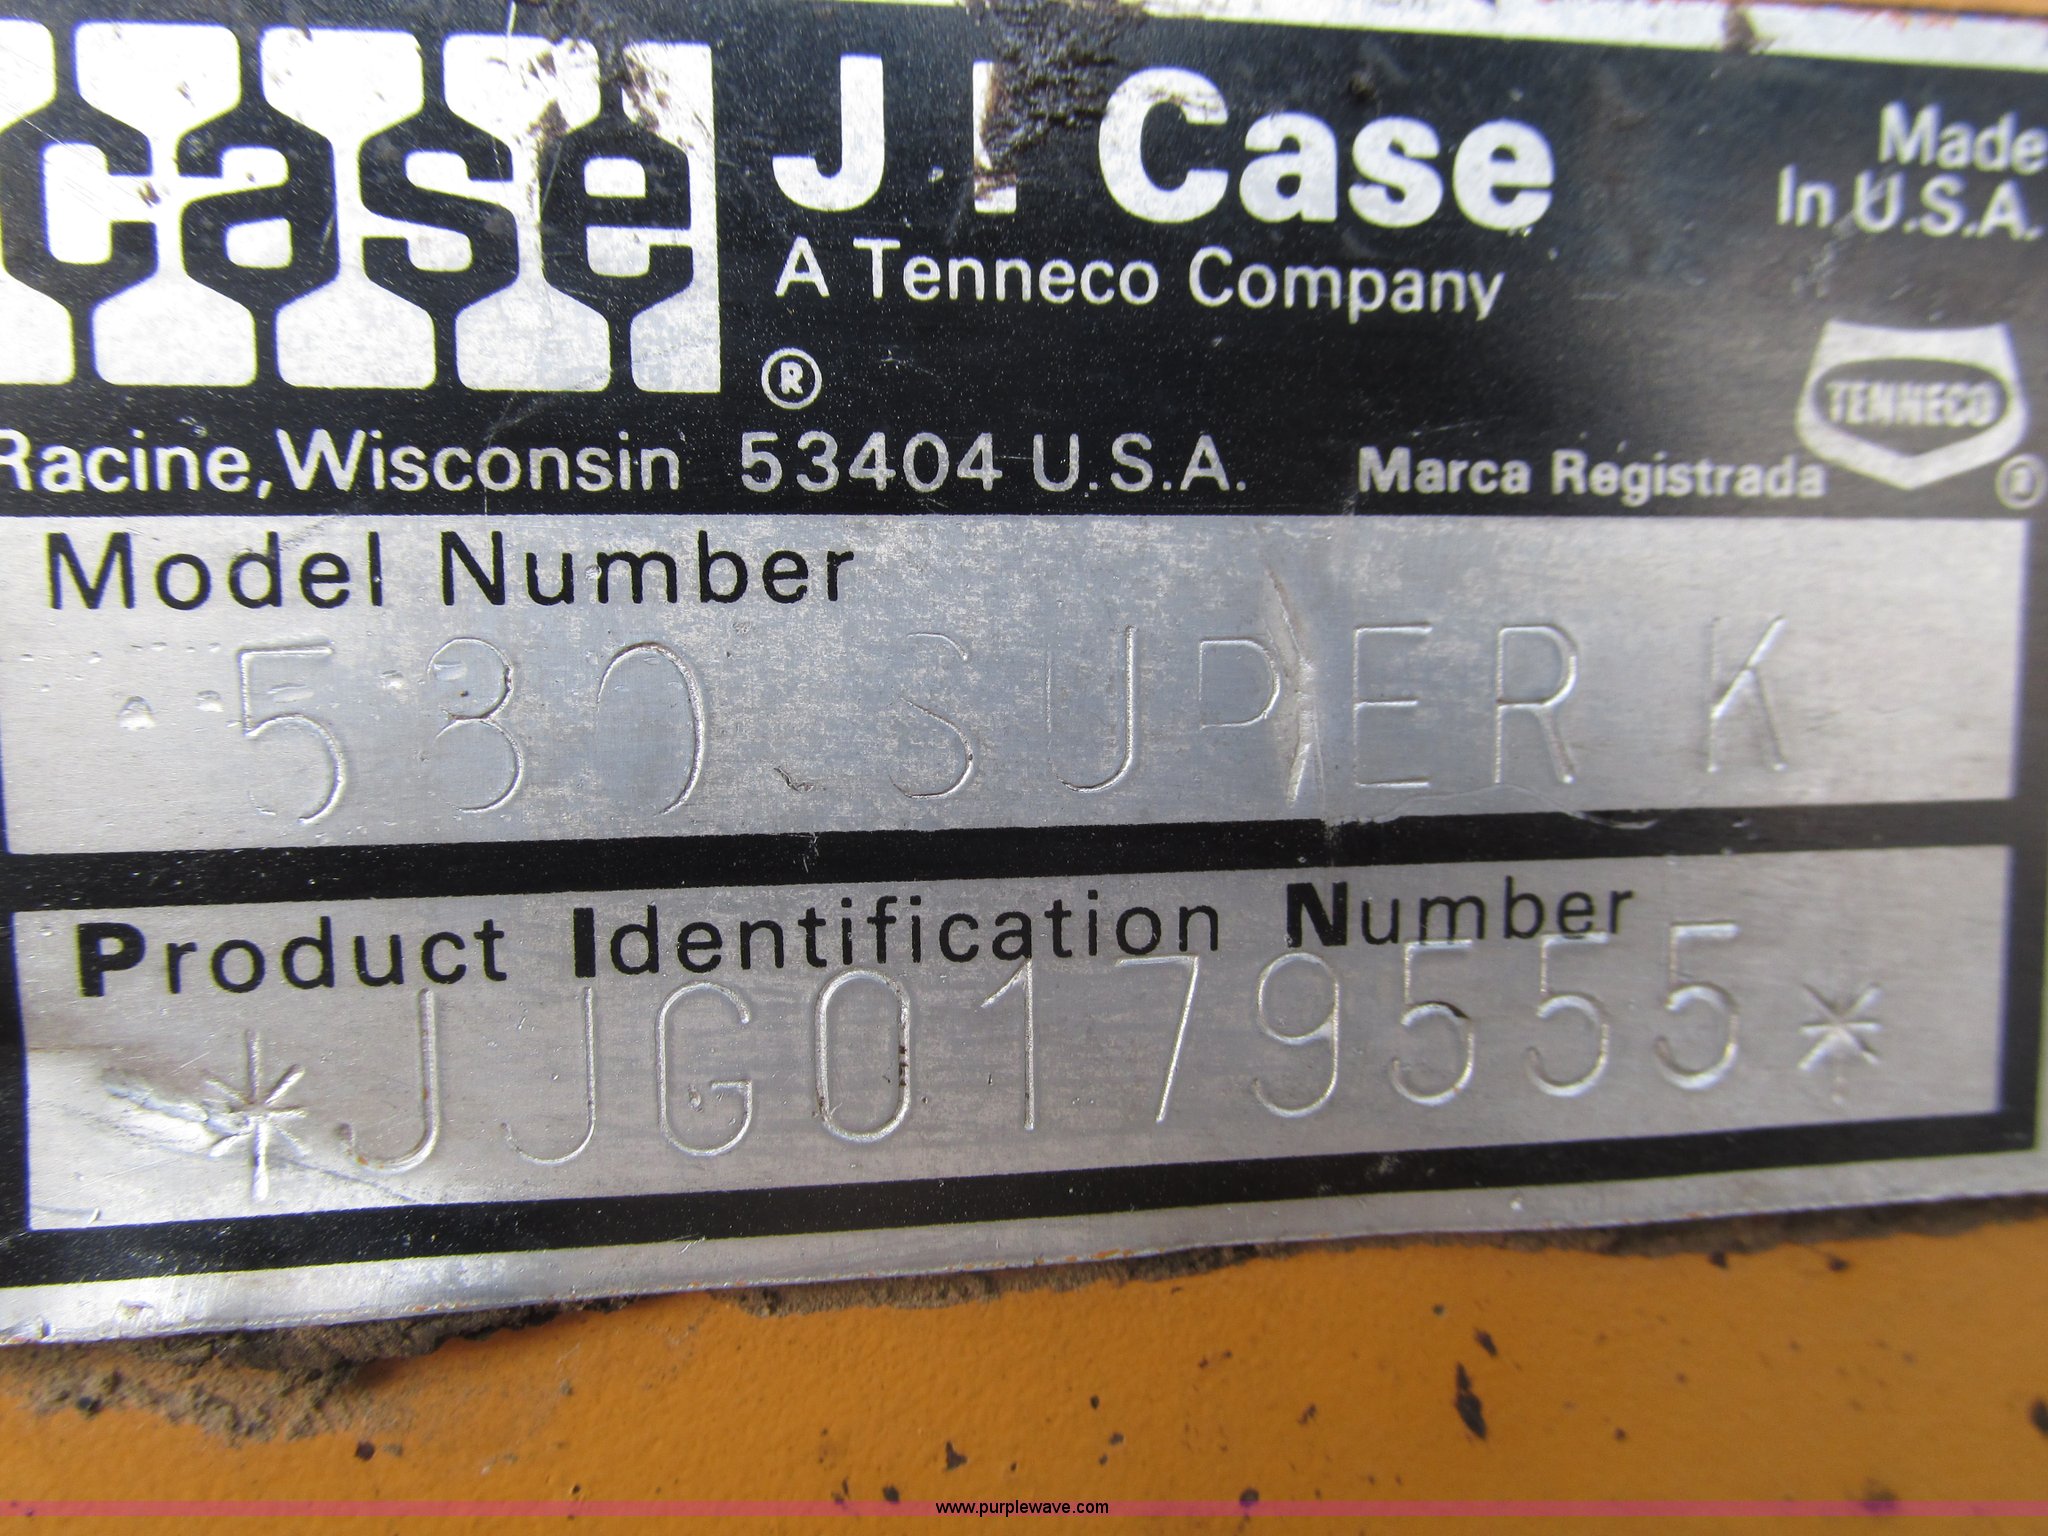 case
J I Case
A Tenneco Company
®
Made
In U.S.A.
TENNECO
®
Racine, Wisconsin 53404 U.S.A.
Marca Registrada
Model Number
580 SUPER K
Product Identification Number
*JJG0179555*
www.purplewave.com